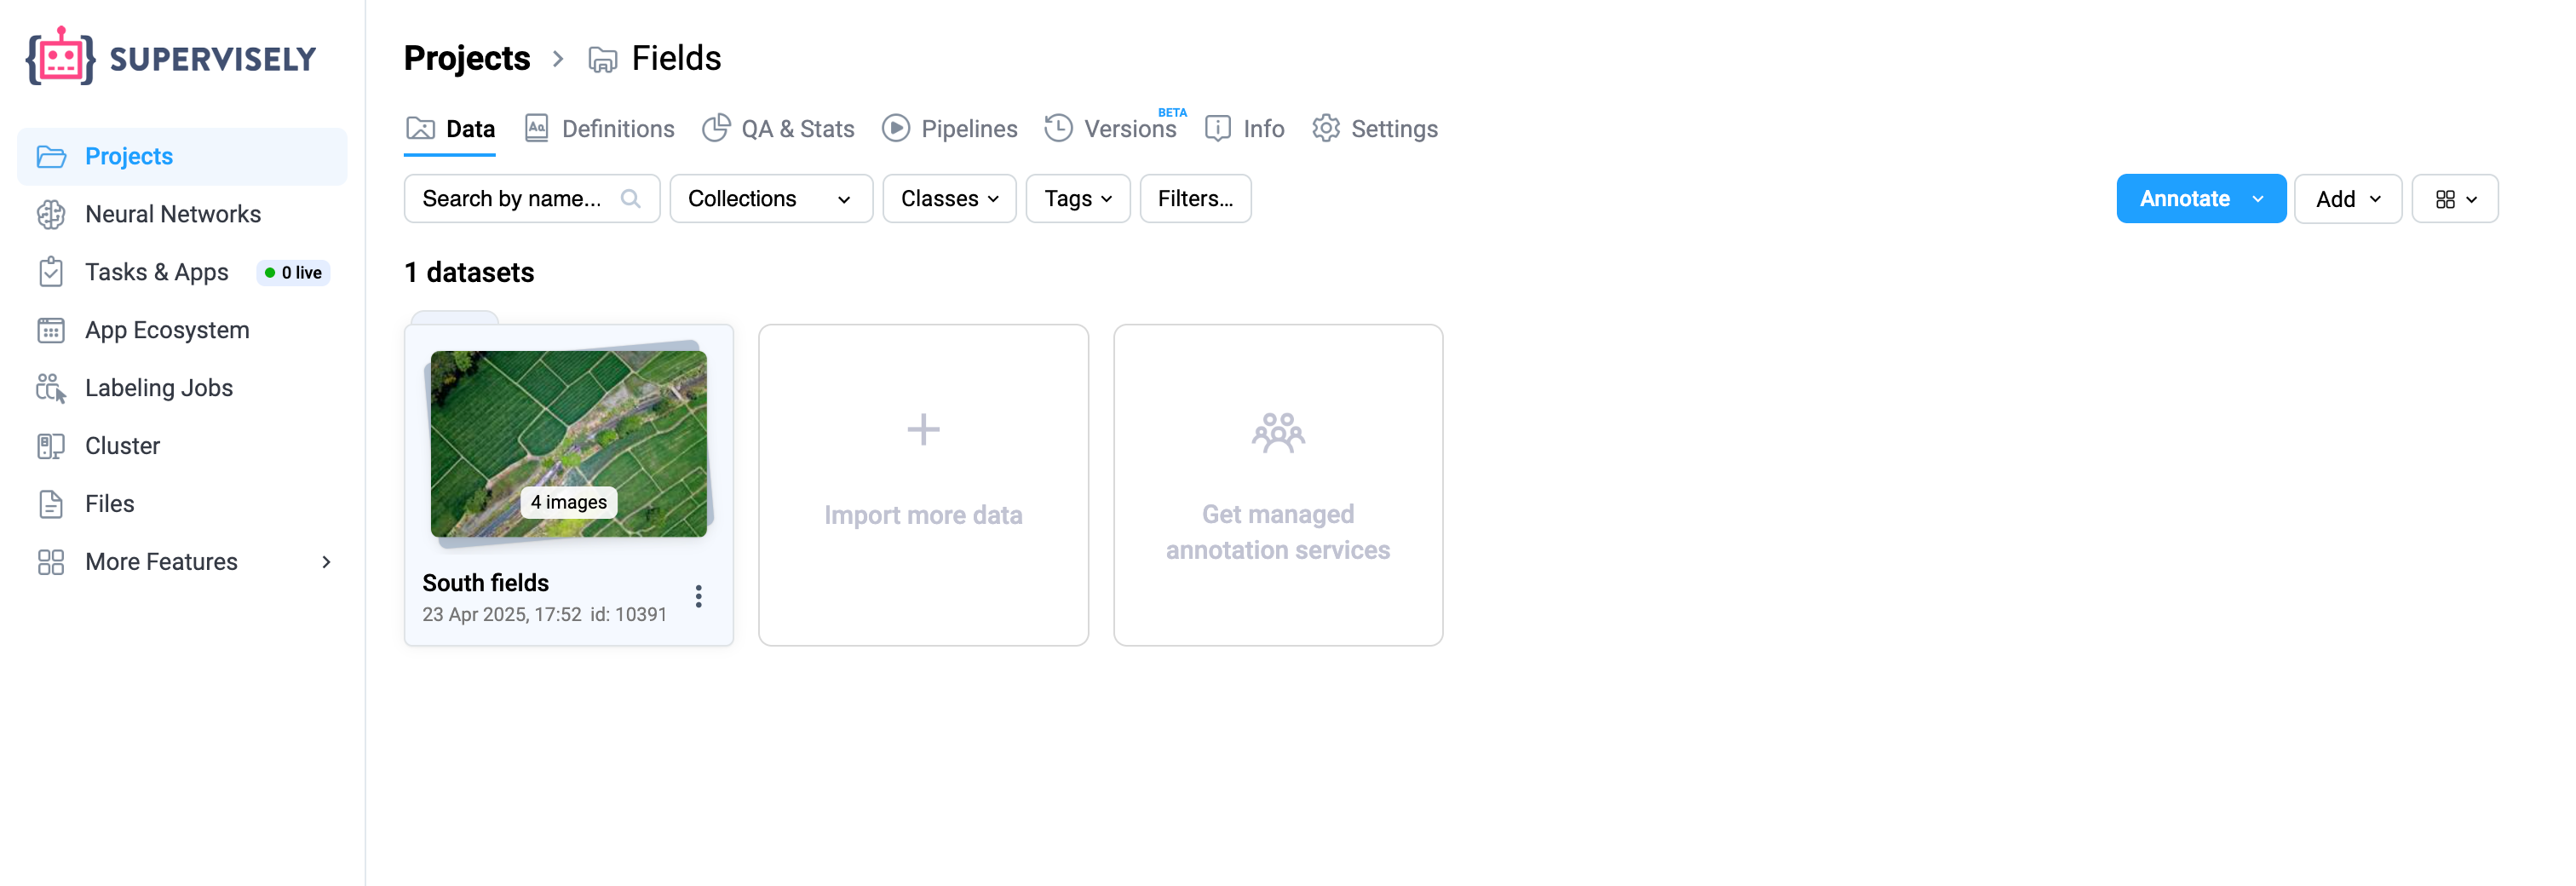 SUPERVISELY
Projects
Neural Networks
Tasks & Apps
0 live
App Ecosystem
Labeling Jobs
Cluster
Files
More Features
Projects > Fields
Data
Aa Definitions
QA & Stats
Pipelines
Versions BETA
Info
Settings
Search by name...
Collections
Classes
Tags
Filters...
Annotate
Add
1 datasets
4 images
South fields
23 Apr 2025, 17:52 id: 10391
Import more data
Get managed
annotation services